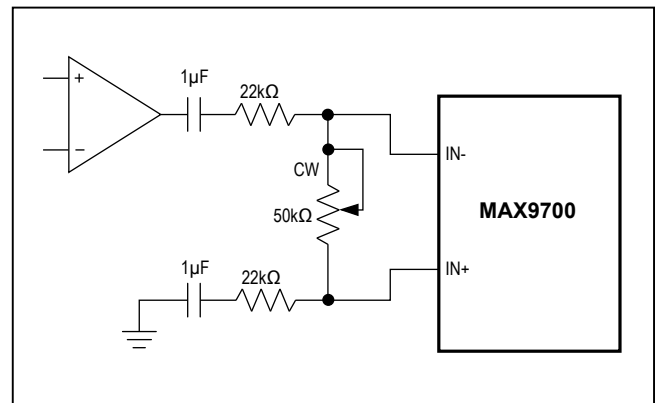 +
−
1µF
22kΩ
CW
50kΩ
1µF
22kΩ
IN-
MAX9700
IN+